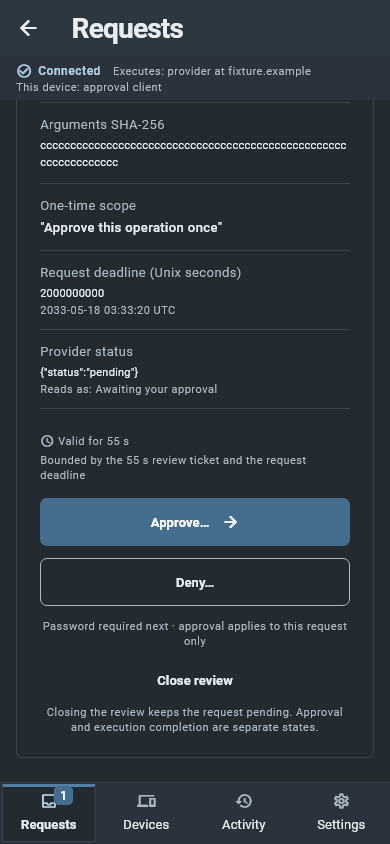 Requests
Connected Executes: provider at fixture.example
This device: approval client
Arguments SHA-256
ccccccccccccccccccccccccccccccccccccccccccccccccccc
ccccccccccccc
One-time scope
"Approve this operation once"
Request deadline (Unix seconds)
2000000000
2033-05-18 03:33:20 UTC
Provider status
{"status":"pending"}
Reads as: Awaiting your approval
Valid for 55 s
Bounded by the 55 s review ticket and the request
deadline
Approve…
Deny…
Password required next · approval applies to this request
only
Close review
Closing the review keeps the request pending. Approval
and execution completion are separate states.
1
Requests Devices Activity Settings